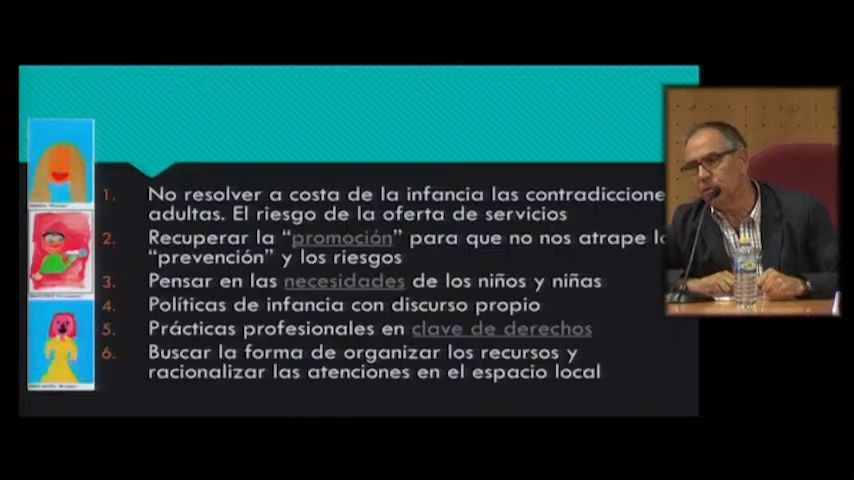 1. No resolver a costa de la infancia las contradiccione
adultas. El riesgo de la oferta de servicios
2. Recuperar la “promoción” para que no nos atrape l
“prevención” y los riesgos
3. Pensar en las necesidades de los niños y niñas
4. Políticas de infancia con discurso propio
5. Prácticas profesionales en clave de derechos
6. Buscar la forma de organizar los recursos y
racionalizar las atenciones en el espacio local